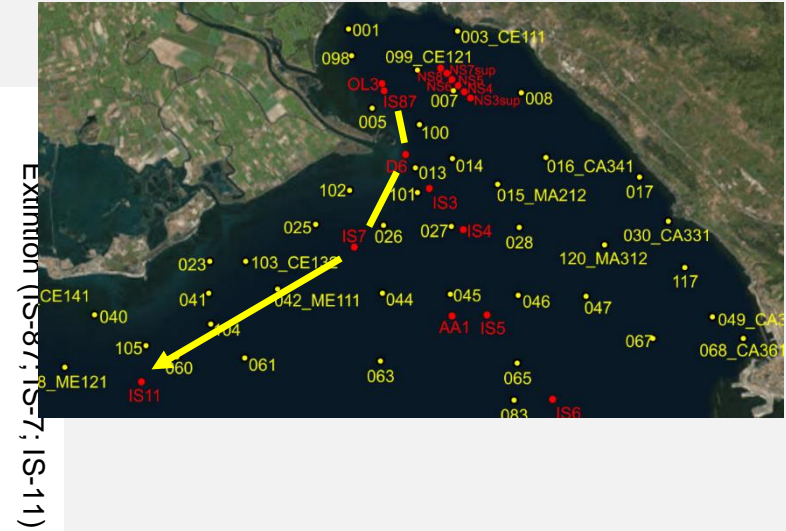 001
003_CE111
098
099_CE121
NS7sup
NS8
NS5
NS6
NS4
NS3sup
OL3
IS87
007
008
005
100
D6
013
014
016_CA341
102
101
IS3
015_MA212
017
025
026
027
IS4
028
030_CA331
IS7
120_MA312
023
103_CE132
117
CE141
041
042_ME111
044
045
046
047
040
104
AA1
IS5
049_CA3
105
067
068_CA361
060
061
063
065
8_ME121
IS11
083
IS6
Extintion (IS-87; IS-7; IS-11)